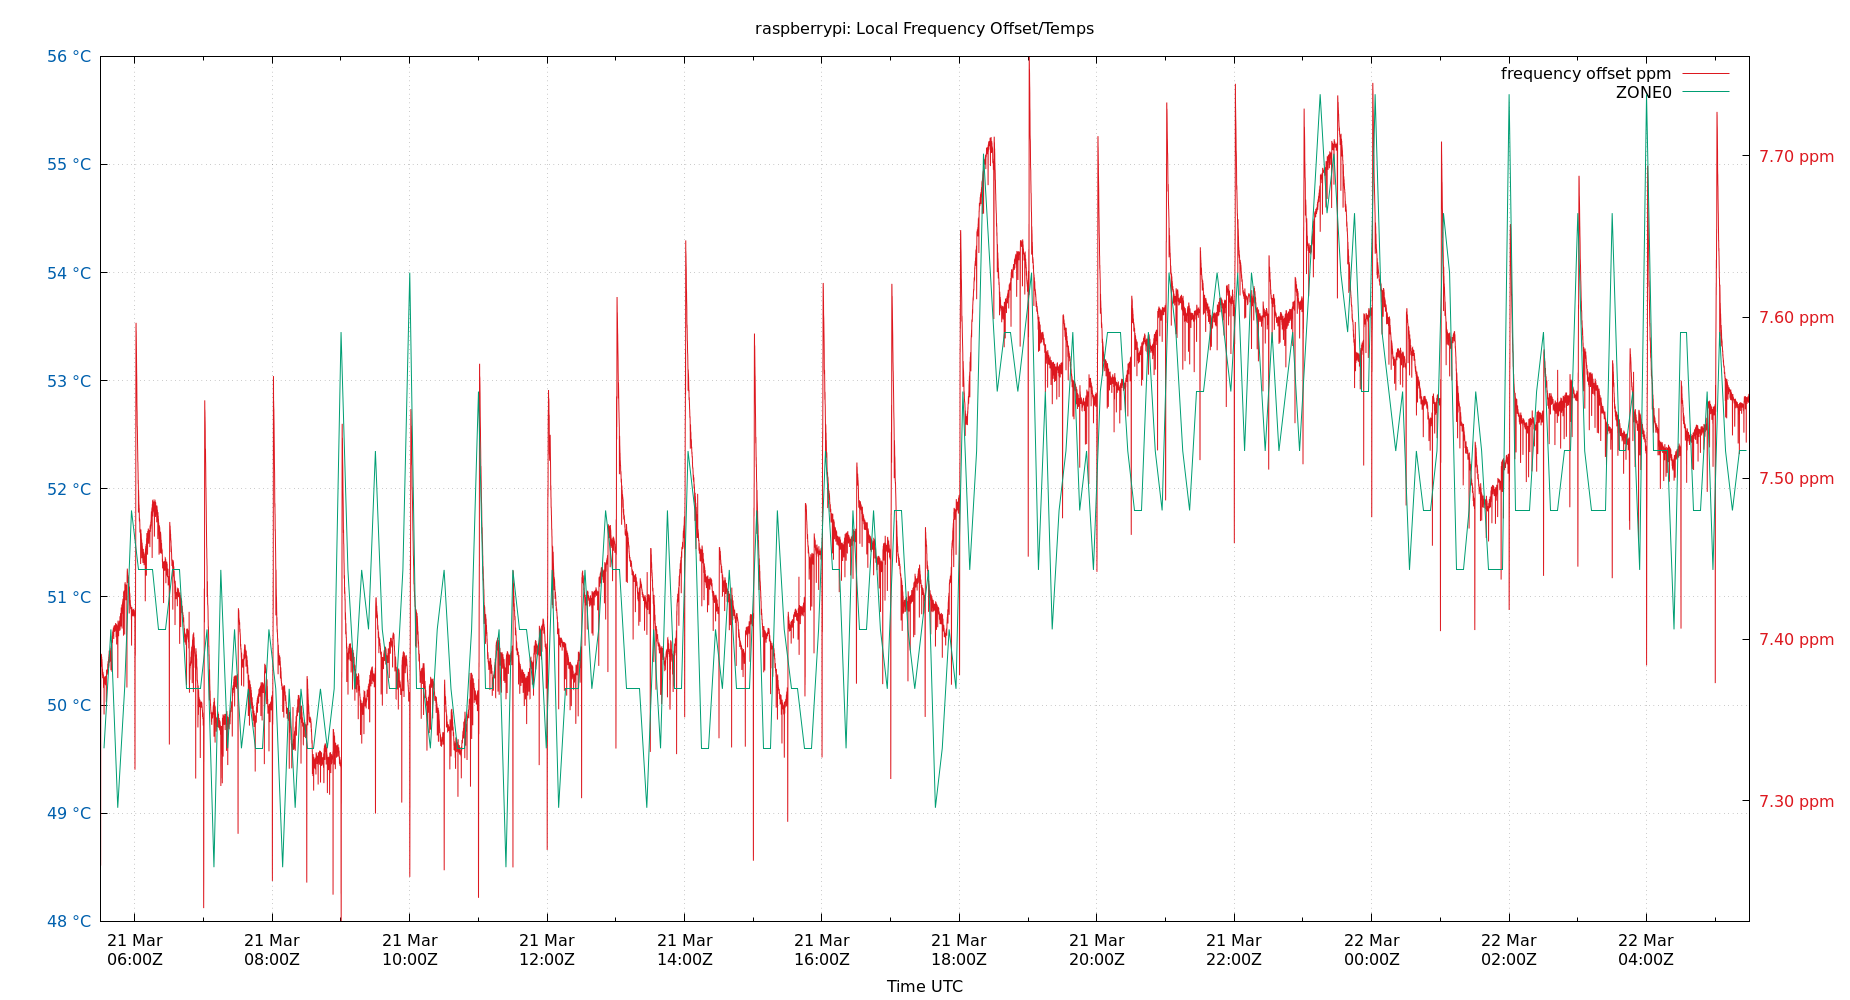 raspberrypi: Local Frequency Offset/Temps
frequency offset ppm
ZONE0
56 °C
55 °C
54 °C
53 °C
52 °C
51 °C
50 °C
49 °C
48 °C
7.70 ppm
7.60 ppm
7.50 ppm
7.40 ppm
7.30 ppm
21 Mar 21 Mar 21 Mar 21 Mar 21 Mar 21 Mar 21 Mar 21 Mar 21 Mar 22 Mar 22 Mar 22 Mar
06:00Z 08:00Z 10:00Z 12:00Z 14:00Z 16:00Z 18:00Z 20:00Z 22:00Z 00:00Z 02:00Z 04:00Z
Time UTC